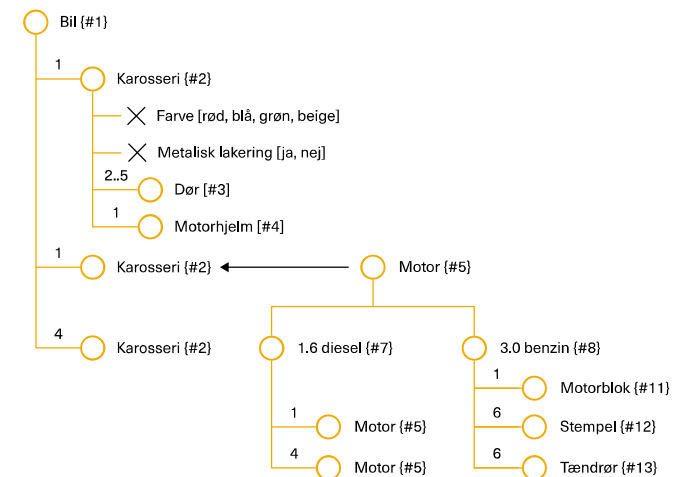 Bil {#1}
1
Karosseri {#2}
Farve [rød, blå, grøn, beige]
Metalisk lakering [ja, nej]
2..5
Dør [#3]
1
Motorhjelm [#4]
1
Karosseri {#2}
Motor {#5}
4
Karosseri {#2}
1.6 diesel {#7}
3.0 benzin {#8}
1
Motorblok {#11}
1
Motor {#5}
6
Stempel {#12}
4
Motor {#5}
6
Tændrør {#13}